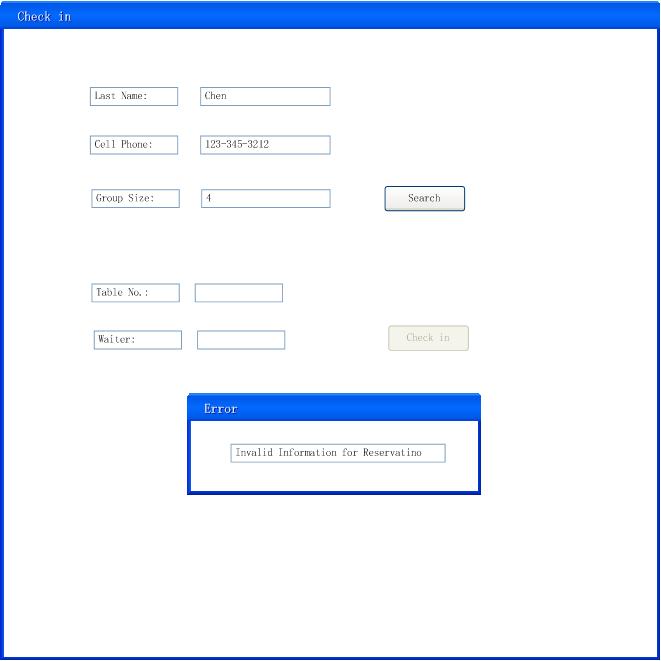 Check in
Last Name: Chen
Cell Phone: 123-345-3212
Group Size: 4 Search
Table No.:
Waiter: Check in
Error
Invalid Information for Reservatino